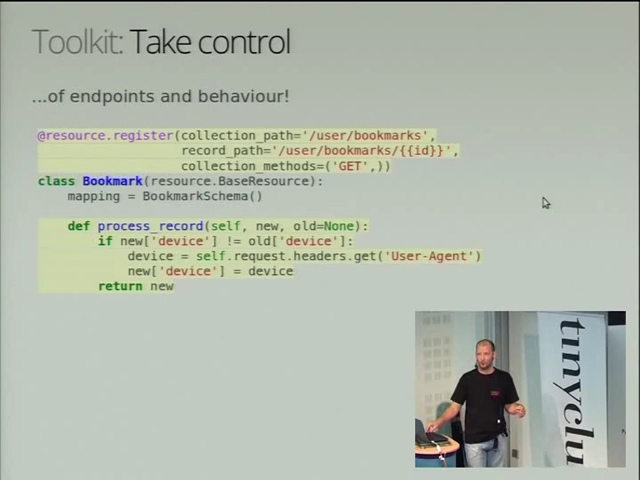 Toolkit: Take control
...of endpoints and behaviour!
@resource.register(collection_path='/user/bookmarks',
record_path='/user/bookmarks/{{id}}',
collection_methods=('GET',))
class Bookmark(resource.BaseResource):
mapping = BookmarkSchema()
def process_record(self, new, old=None):
if new['device'] != old['device']:
device = self.request.headers.get('User-Agent')
new['device'] = device
return new
tinyclu